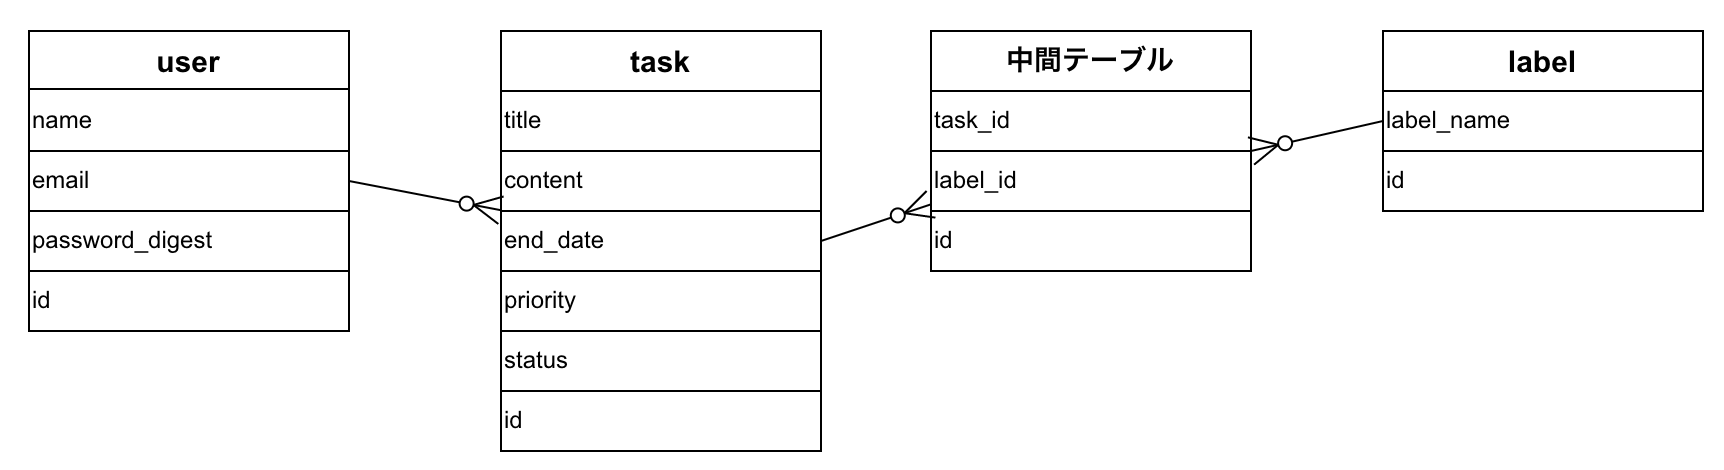 user
name
email
password_digest
id
task
title
content
end_date
priority
status
id
中間テーブル
task_id
label_id
id
label
label_name
id